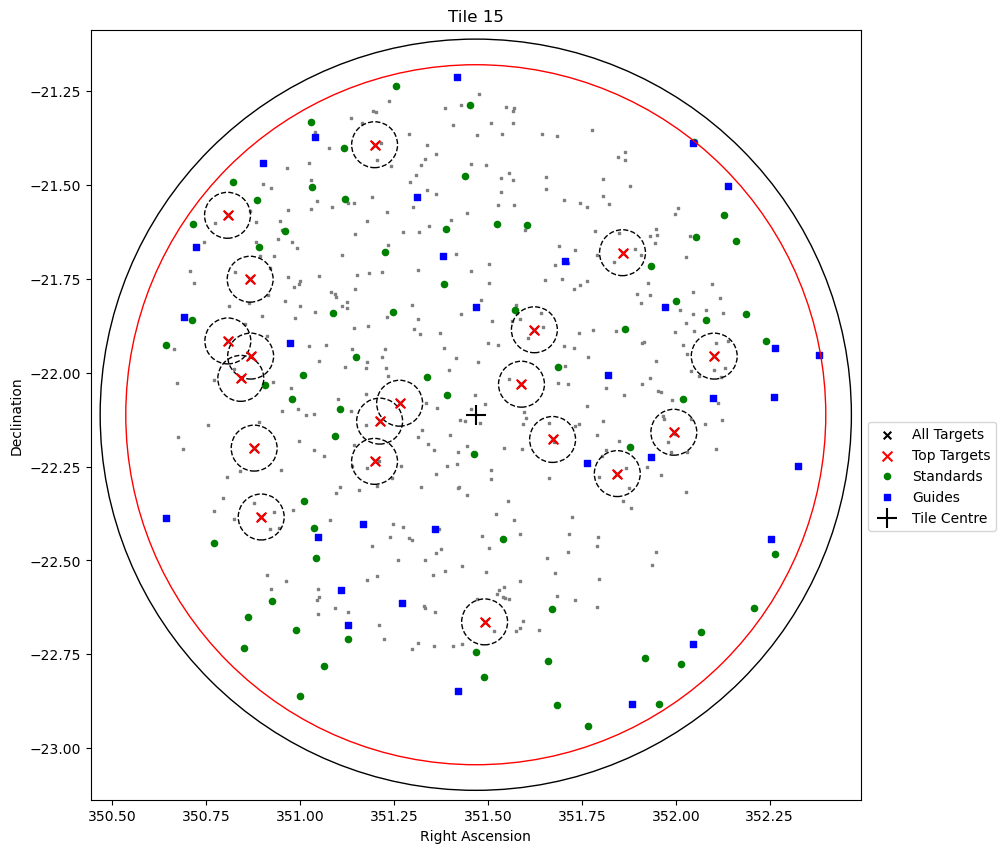 Tile 15
Declination
−21.25
−21.50
−21.75
−22.00
−22.25
−22.50
−22.75
−23.00
350.50 350.75 351.00 351.25 351.50 351.75 352.00 352.25
Right Ascension
All Targets
Top Targets
Standards
Guides
Tile Centre